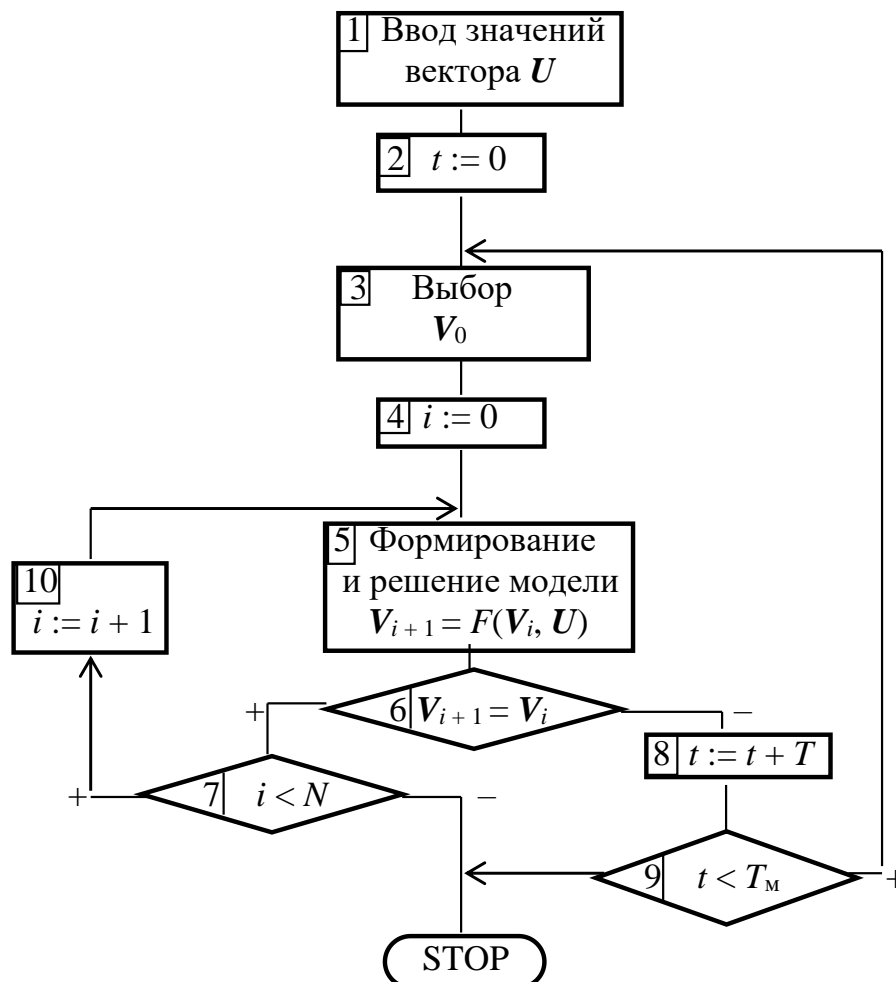 1 Ввод значений
вектора U
2 t := 0
3 Выбор
V0
4 i := 0
5 Формирование
и решение модели
Vi + 1 = F(Vi, U)
10
i := i + 1
+ 6 Vi + 1 = Vi –
8 t := t + T
+ 7 i < N –
9 t < Tм +
STOP